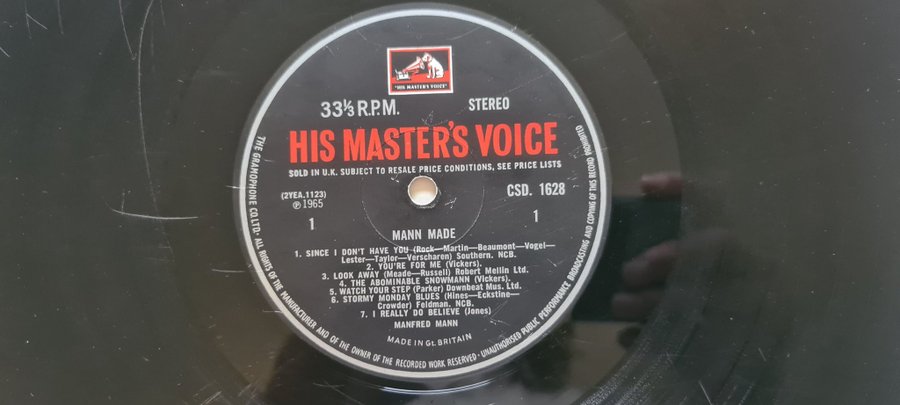 "HIS MASTER'S VOICE"
33⅓ R.P.M. STEREO
HIS MASTER'S VOICE
SOLD IN U.K. SUBJECT TO RESALE PRICE CONDITIONS, SEE PRICE LISTS
(2YEA.1123) CSD. 1628
℗ 1965
1 1
MANN MADE
1. SINCE I DON'T HAVE YOU (Rock—Martin—Beaumont—Vogel—
Lester—Taylor—Verscharen) Southern. NCB.
2. YOU'RE FOR ME (Vickers).
3. LOOK AWAY (Meade—Russell) Robert Mellin Ltd.
4. THE ABOMINABLE SNOWMANN (Vickers).
5. WATCH YOUR STEP (Parker) Downbeat Mus. Ltd.
6. STORMY MONDAY BLUES (Hines—Eckstine—
Crowder) Feldman. NCB.
7. I REALLY DO BELIEVE (Jones)
MANFRED MANN
MADE IN Gt. BRITAIN
THE GRAMOPHONE CO. LTD· ALL RIGHTS OF THE MANUFACTURER AND OF THE OWNER OF THE RECORDED WORK RESERVED · UNAUTHORISED PUBLIC PERFORMANCE BROADCASTING AND COPYING OF THIS RECORD PROHIBITED